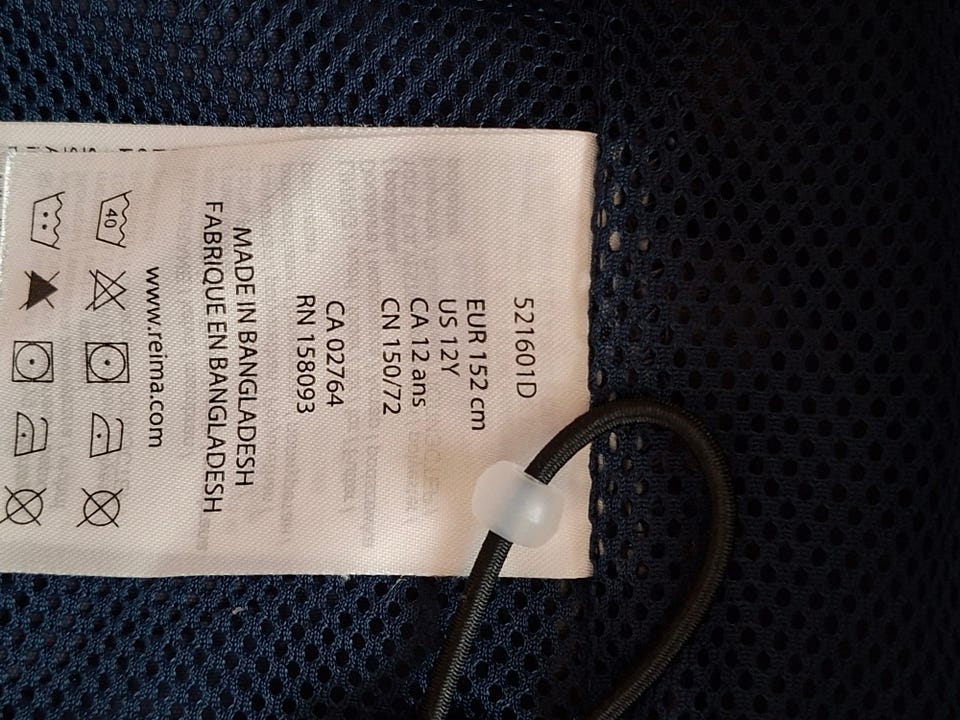 521601D
EUR 152 cm
US 12Y
CA 12 ans
CN 150/72
CA 02764
RN 158093
MADE IN BANGLADESH
FABRIQUE EN BANGLADESH
www.reima.com
40